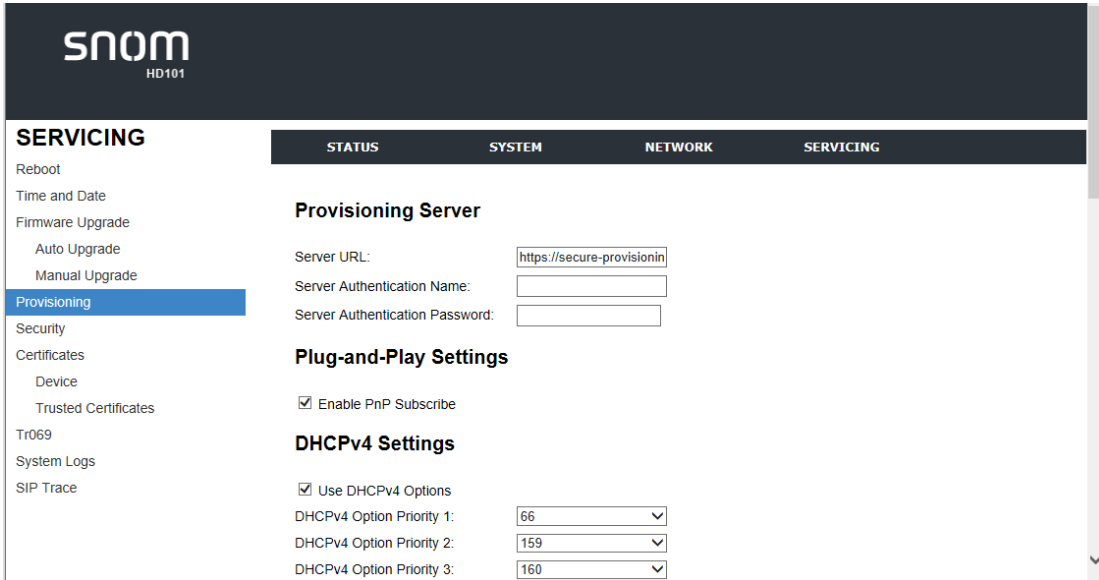 snom
HD101
SERVICING
Reboot
Time and Date
Firmware Upgrade
Auto Upgrade
Manual Upgrade
Provisioning
Security
Certificates
Device
Trusted Certificates
Tr069
System Logs
SIP Trace
STATUS SYSTEM NETWORK SERVICING
Provisioning Server
Server URL: https://secure-provisionin
Server Authentication Name:
Server Authentication Password:
Plug-and-Play Settings
Enable PnP Subscribe
DHCPv4 Settings
Use DHCPv4 Options
DHCPv4 Option Priority 1: 66
DHCPv4 Option Priority 2: 159
DHCPv4 Option Priority 3: 160